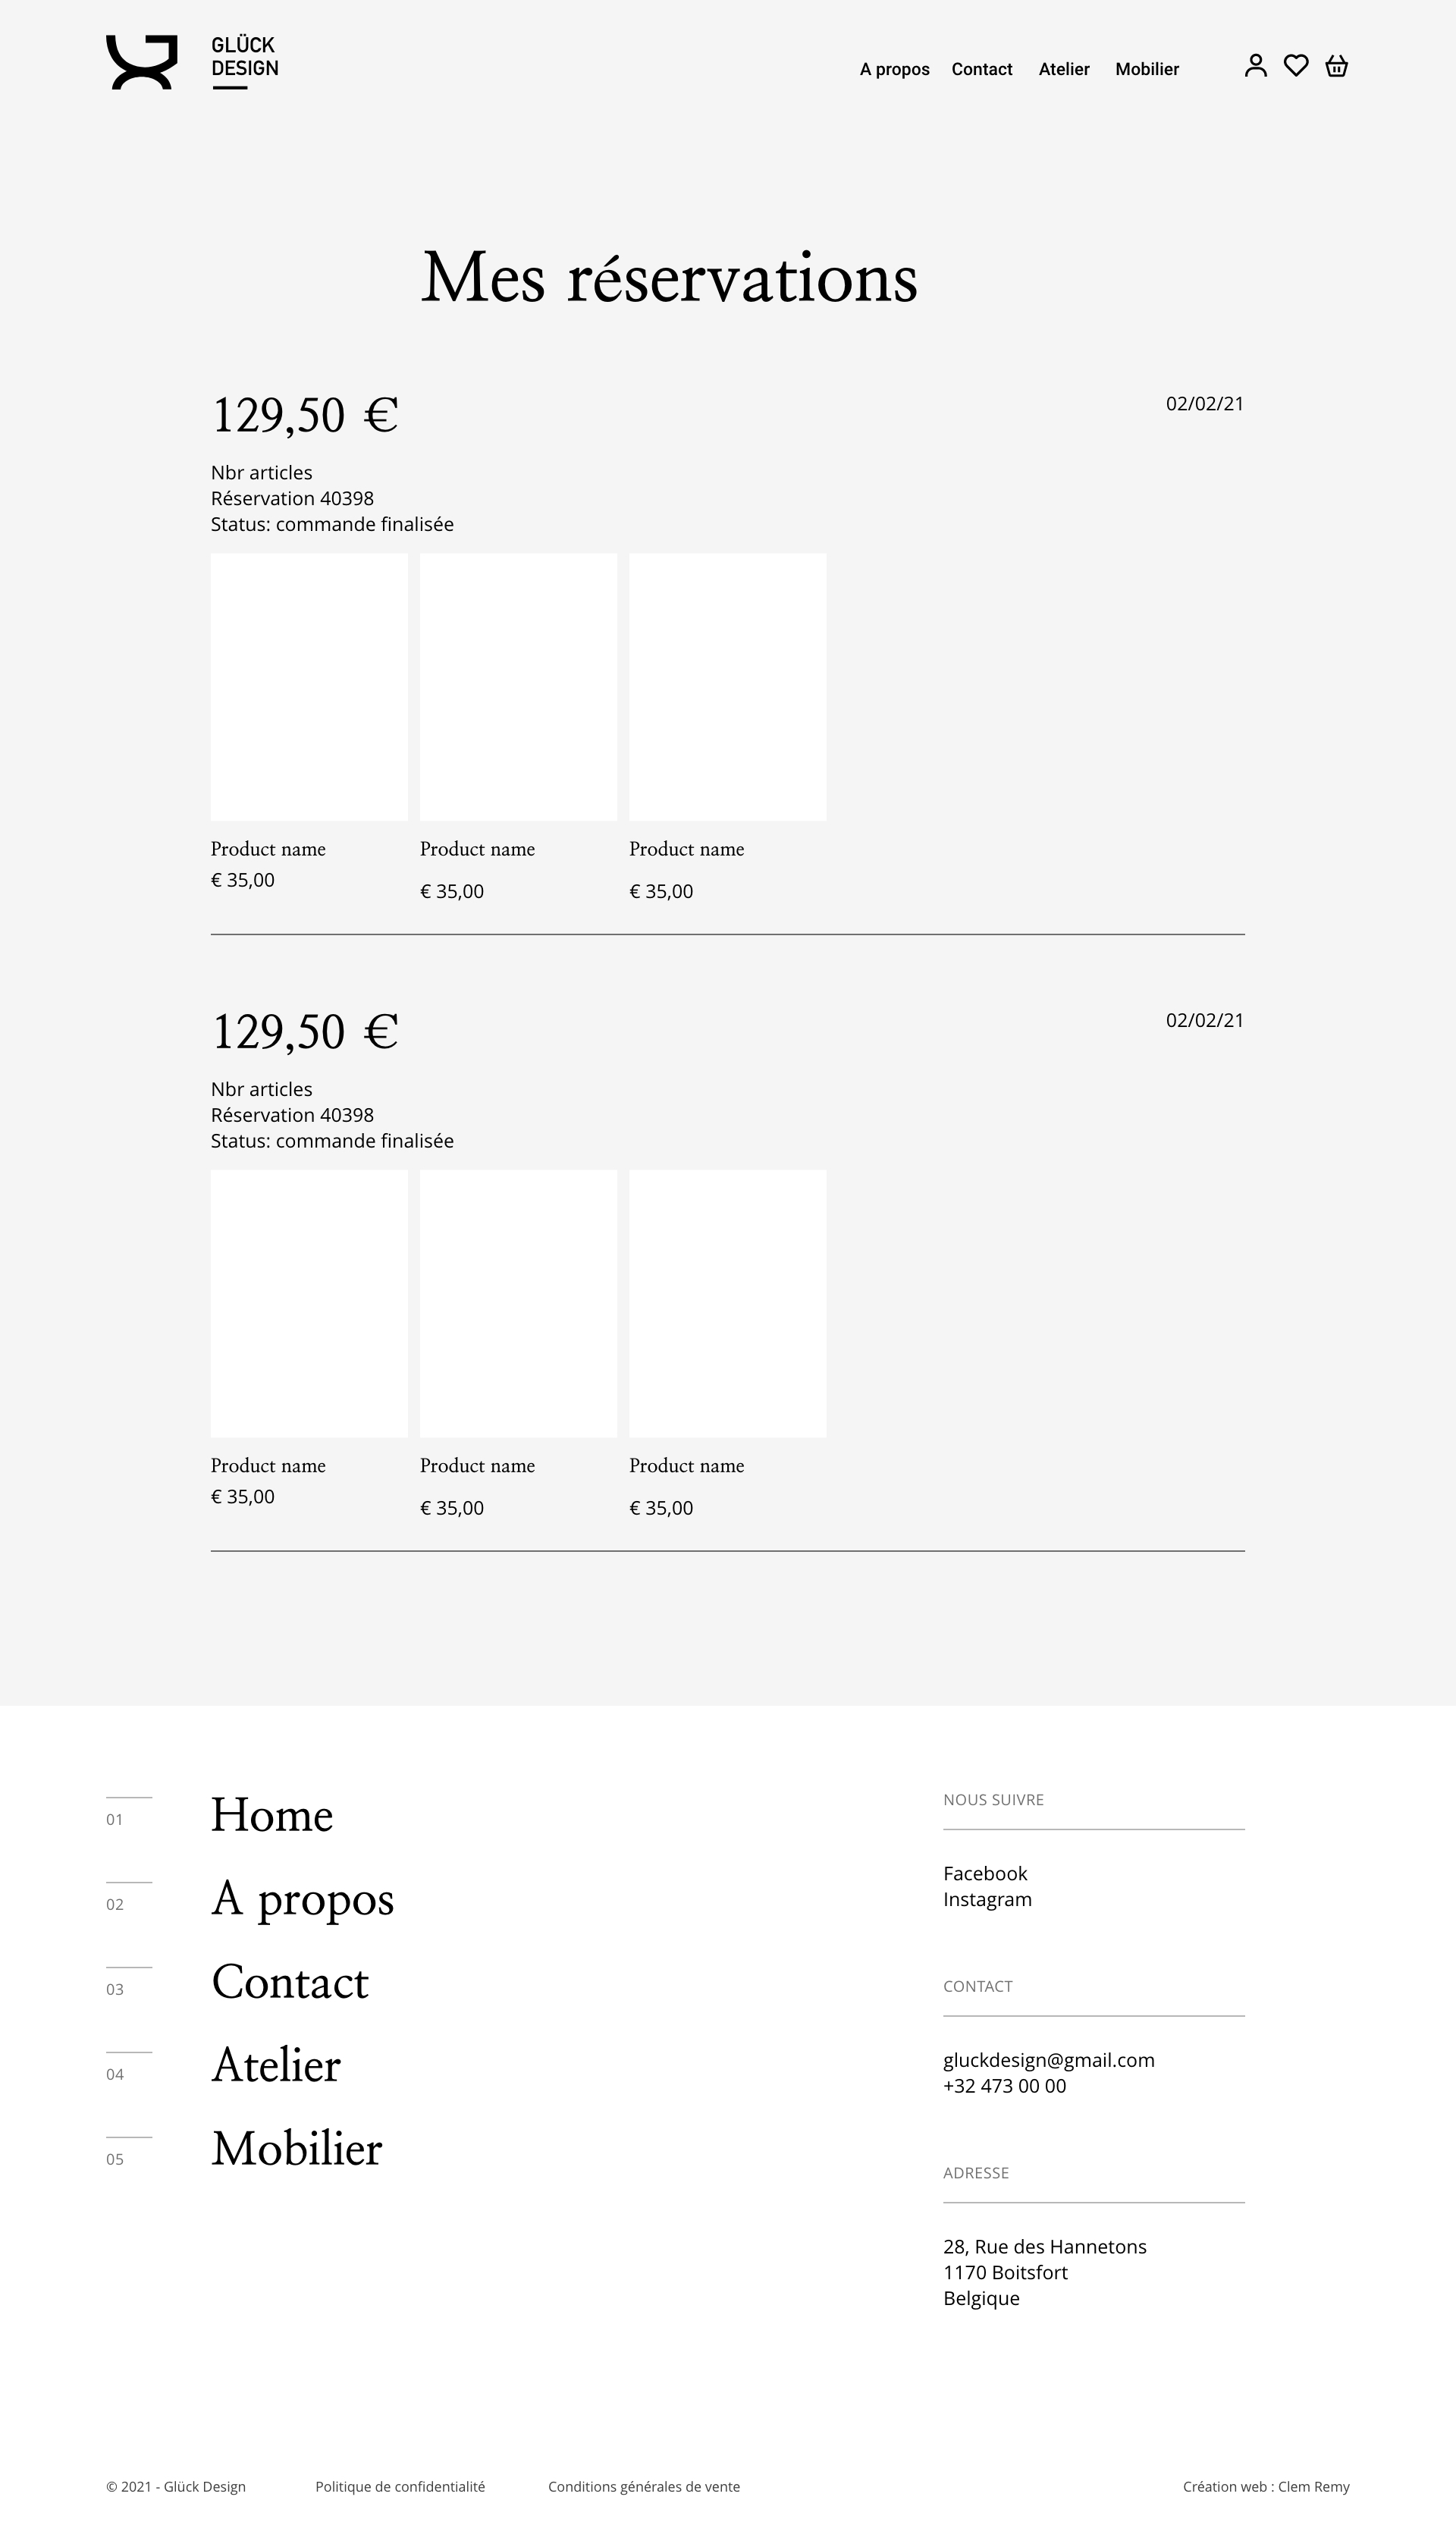 GLÜCK
DESIGN
A propos Contact Atelier Mobilier
Mes réservations
129,50 €
02/02/21
Nbr articles
Réservation 40398
Status: commande finalisée
Product name Product name Product name
€ 35,00 € 35,00 € 35,00
129,50 €
02/02/21
Nbr articles
Réservation 40398
Status: commande finalisée
Product name Product name Product name
€ 35,00 € 35,00 € 35,00
01 Home
02 A propos
03 Contact
04 Atelier
05 Mobilier
NOUS SUIVRE
Facebook
Instagram
CONTACT
gluckdesign@gmail.com
+32 473 00 00
ADRESSE
28, Rue des Hannetons
1170 Boitsfort
Belgique
© 2021 - Glück Design Politique de confidentialité Conditions générales de vente Création web : Clem Remy